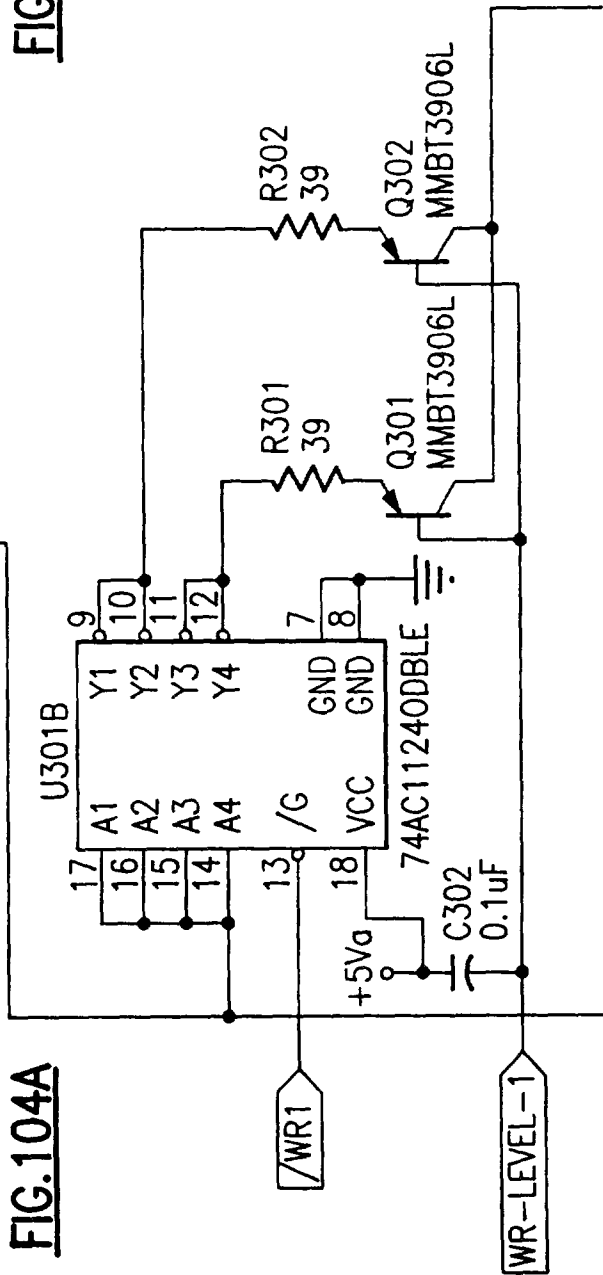 FIG.104A
FIG
U301B
17 A1
16 A2
15 A3
14 A4
13 /G
18 VCC
Y1 9
Y2 10
Y3 11
Y4 12
GND 7
GND 8
74AC11240DBLE
/WR1
+5Va
C302
0.1uF
WR-LEVEL-1
R301
39
Q301
MMBT3906L
R302
39
Q302
MMBT3906L